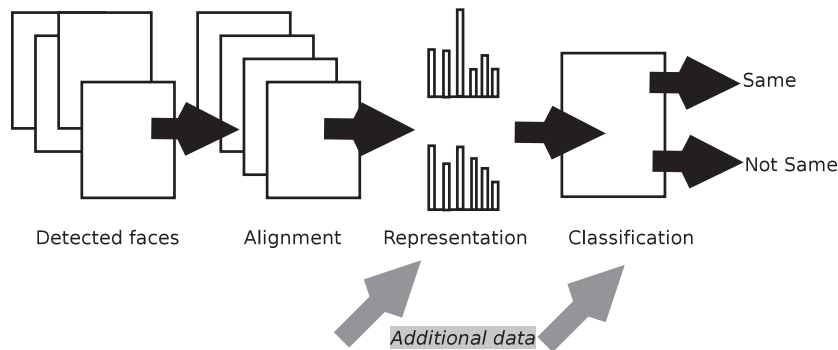 Same
Not Same
Detected faces
Alignment
Representation
Classification
Additional data